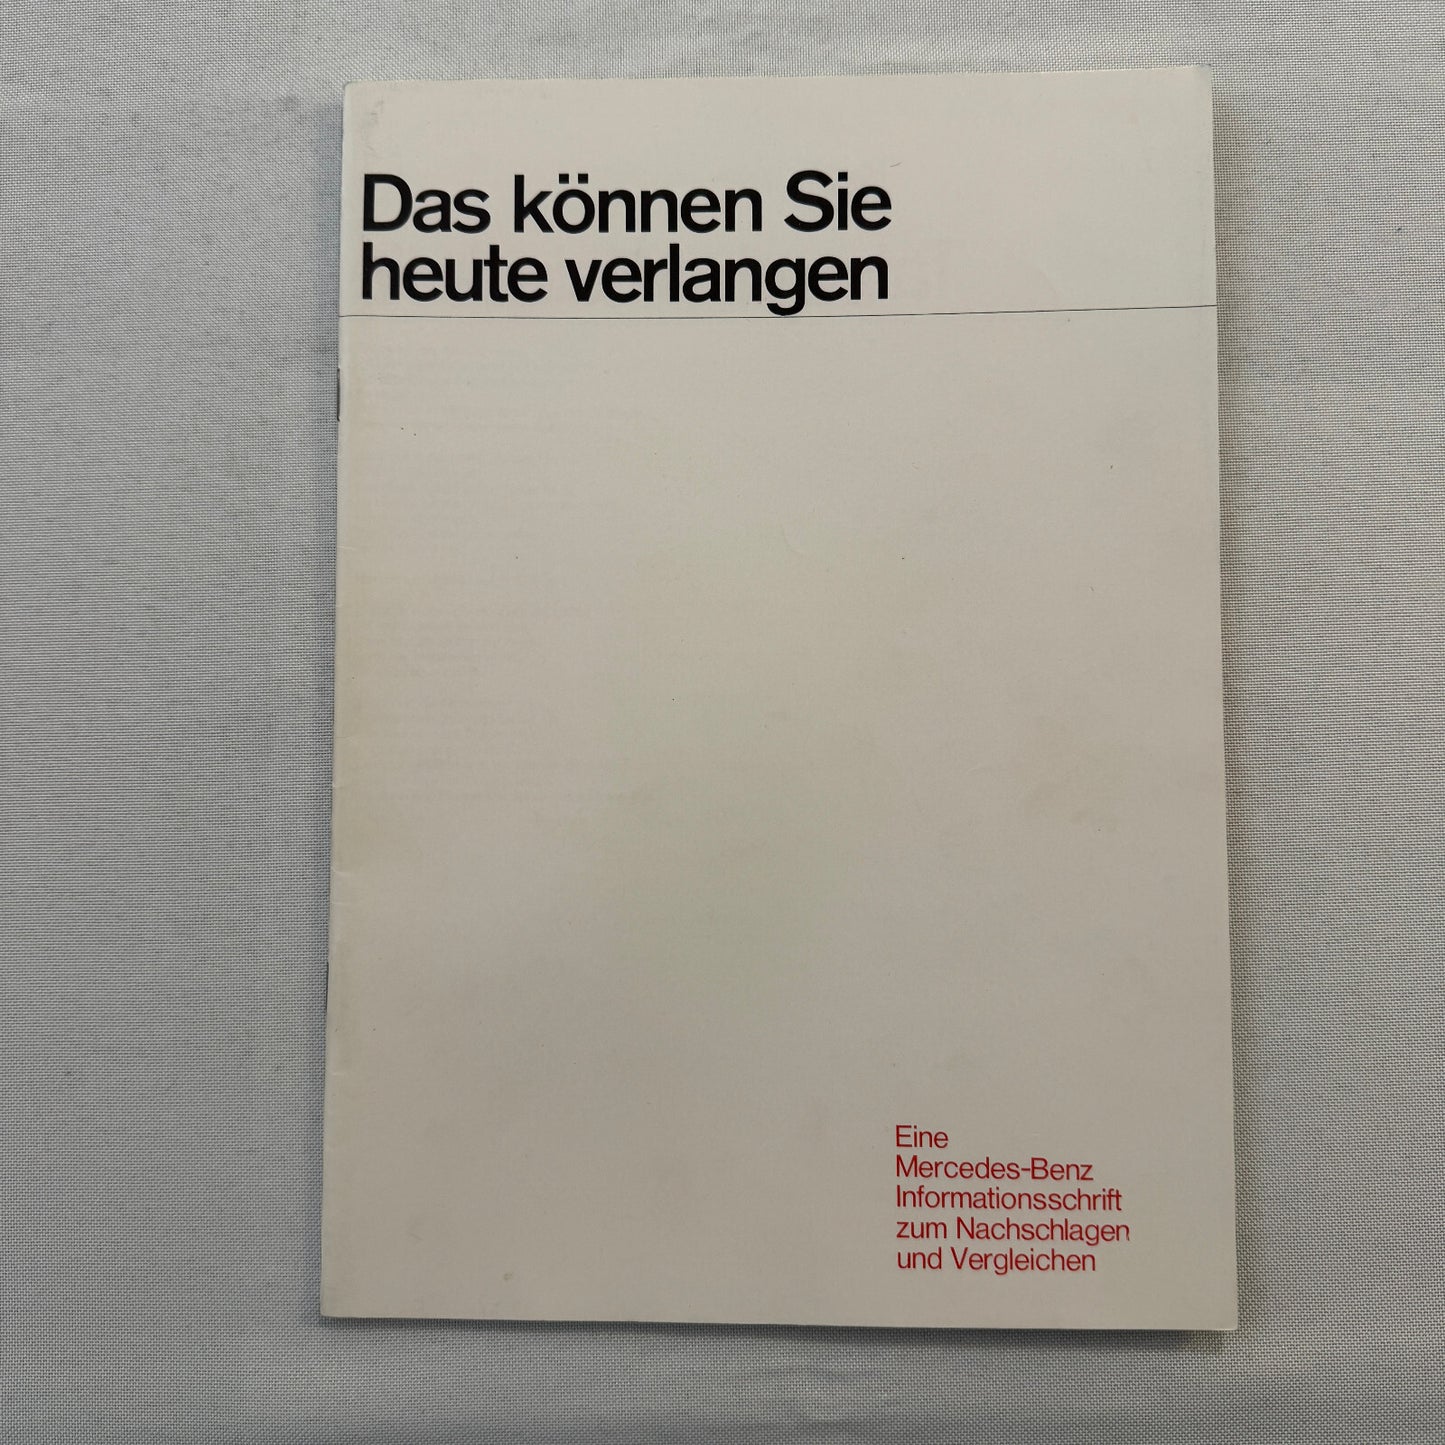 Das können Sie
heute verlangen
Eine
Mercedes-Benz
Informationsschrift
zum Nachschlagen
und Vergleichen